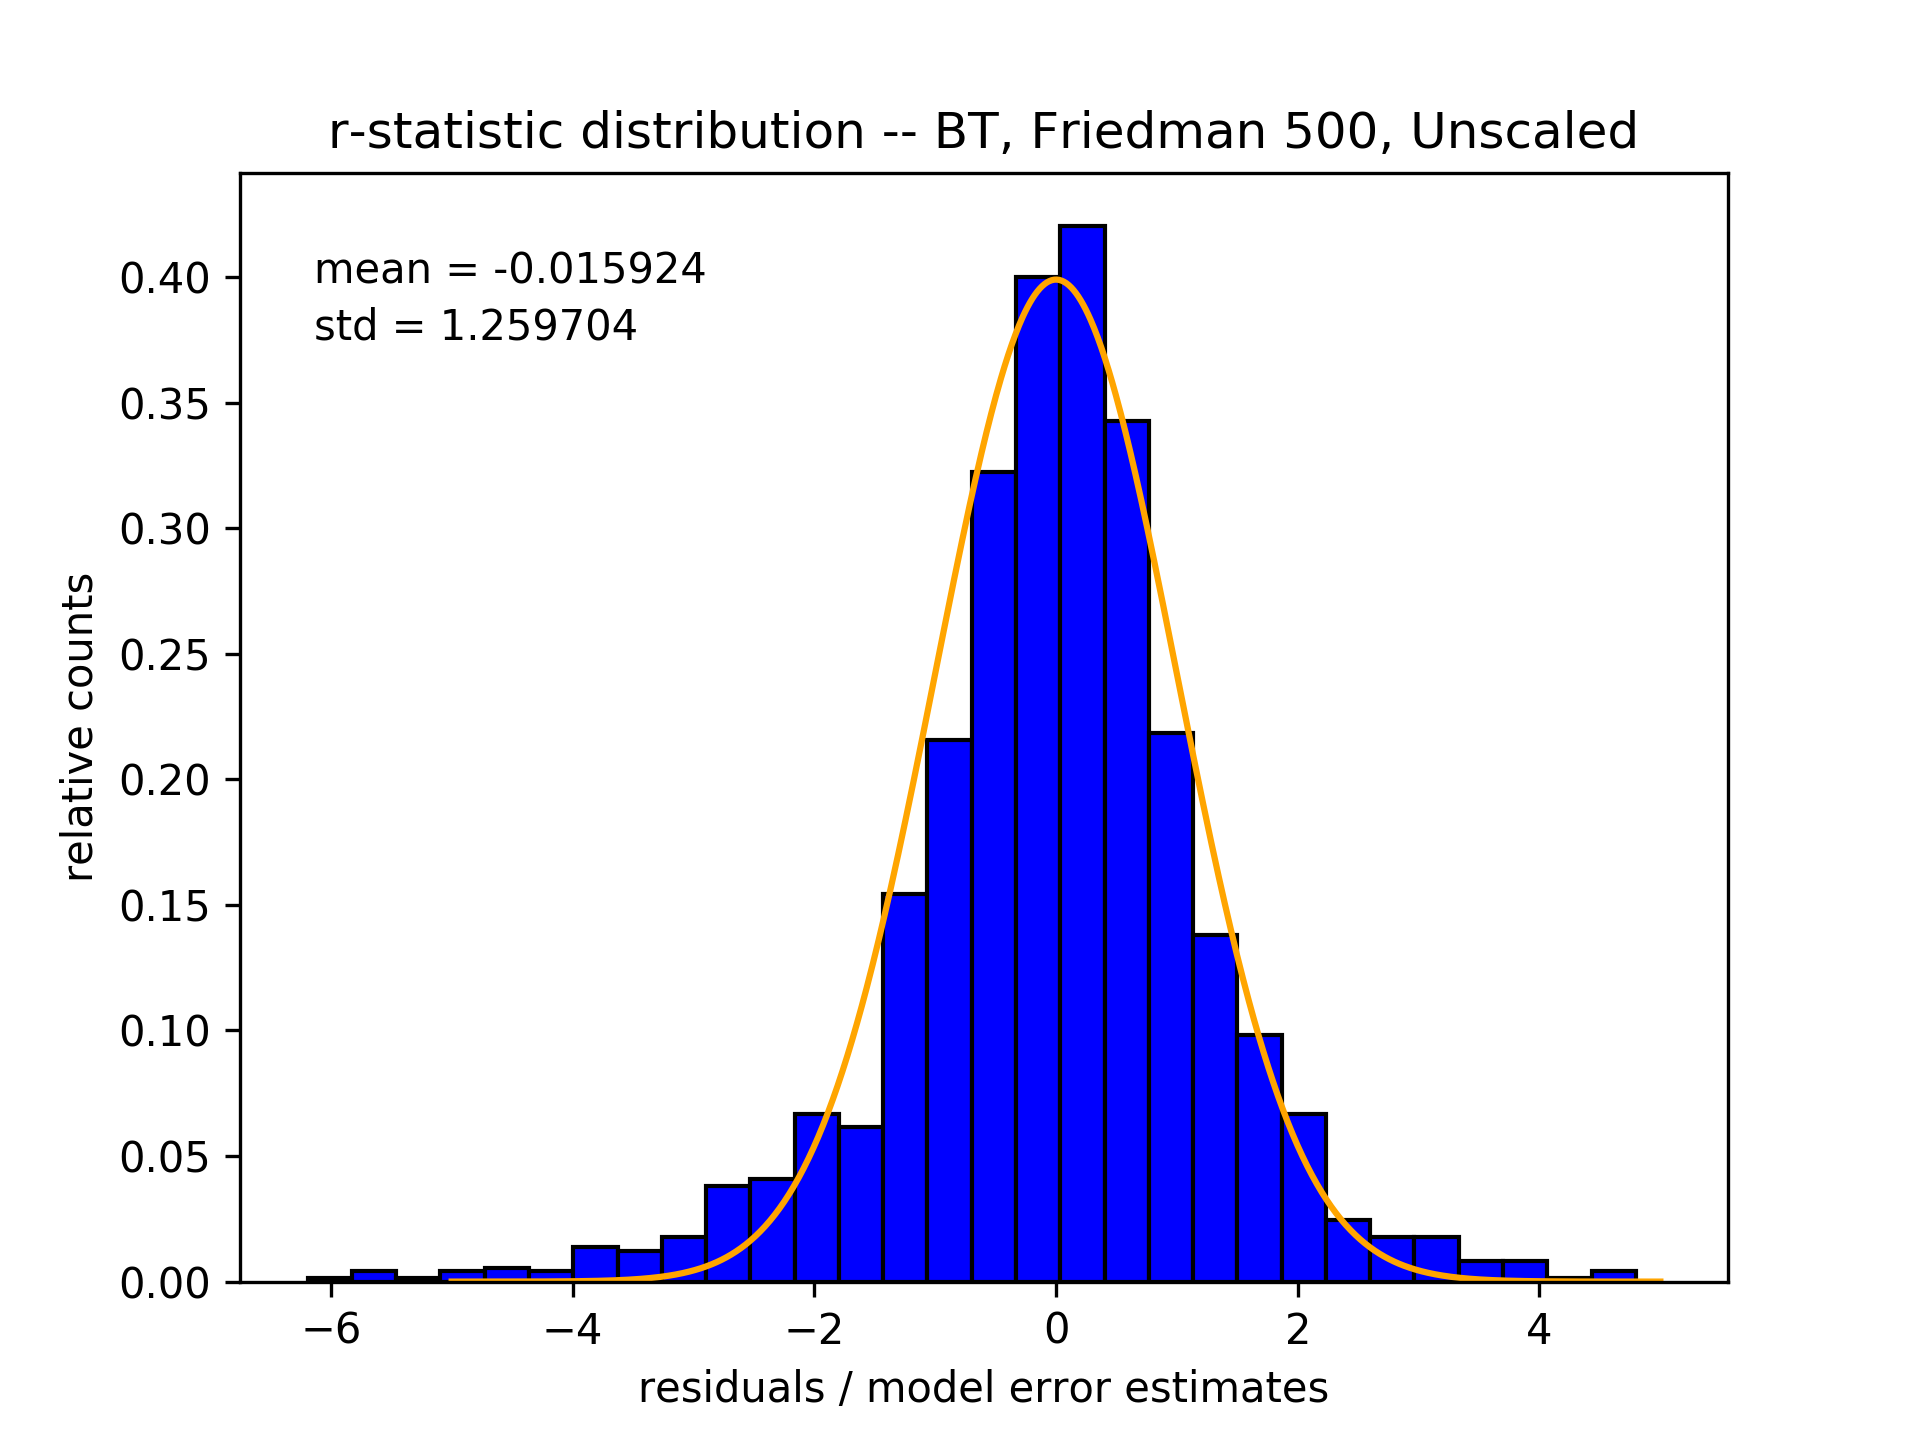 r-statistic distribution -- BT, Friedman 500, Unscaled
mean = -0.015924
std = 1.259704
0.40
0.35
0.30
0.25
0.20
0.15
0.10
0.05
0.00
relative counts
−6 −4 −2 0 2 4
residuals / model error estimates